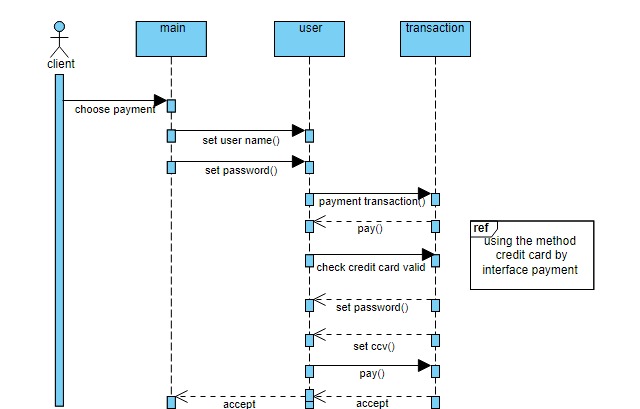 main
user
transaction
client
choose payment
set user name()
set password()
payment transaction()
pay()
ref
using the method
credit card by
interface payment
check credit card valid
set password()
set ccv()
pay()
accept
accept